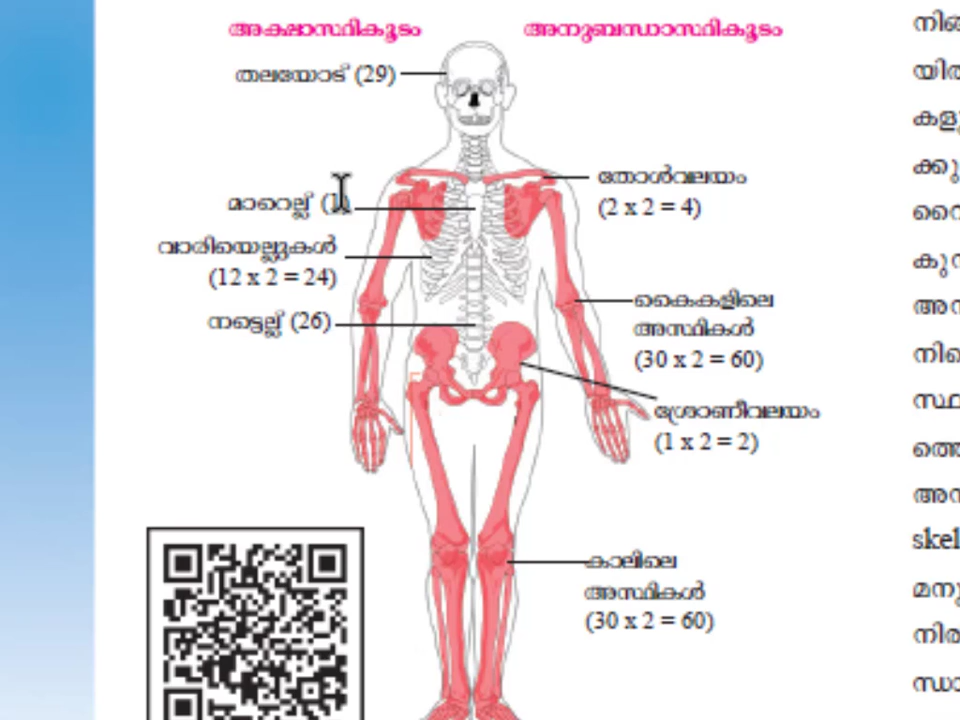 അക്ഷാസ്ഥികൂടം
അനുബന്ധാസ്ഥികൂടം
തലയോട് (29)
മാറെല്ല്
വാരിയെല്ലുകൾ
(12 x 2 = 24)
നട്ടെല്ല് (26)
തോൾവലയം
(2 x 2 = 4)
കൈകളിലെ
അസ്ഥികൾ
(30 x 2 = 60)
ശ്രോണീവലയം
(1 x 2 = 2)
കാലിലെ
അസ്ഥികൾ
(30 x 2 = 60)